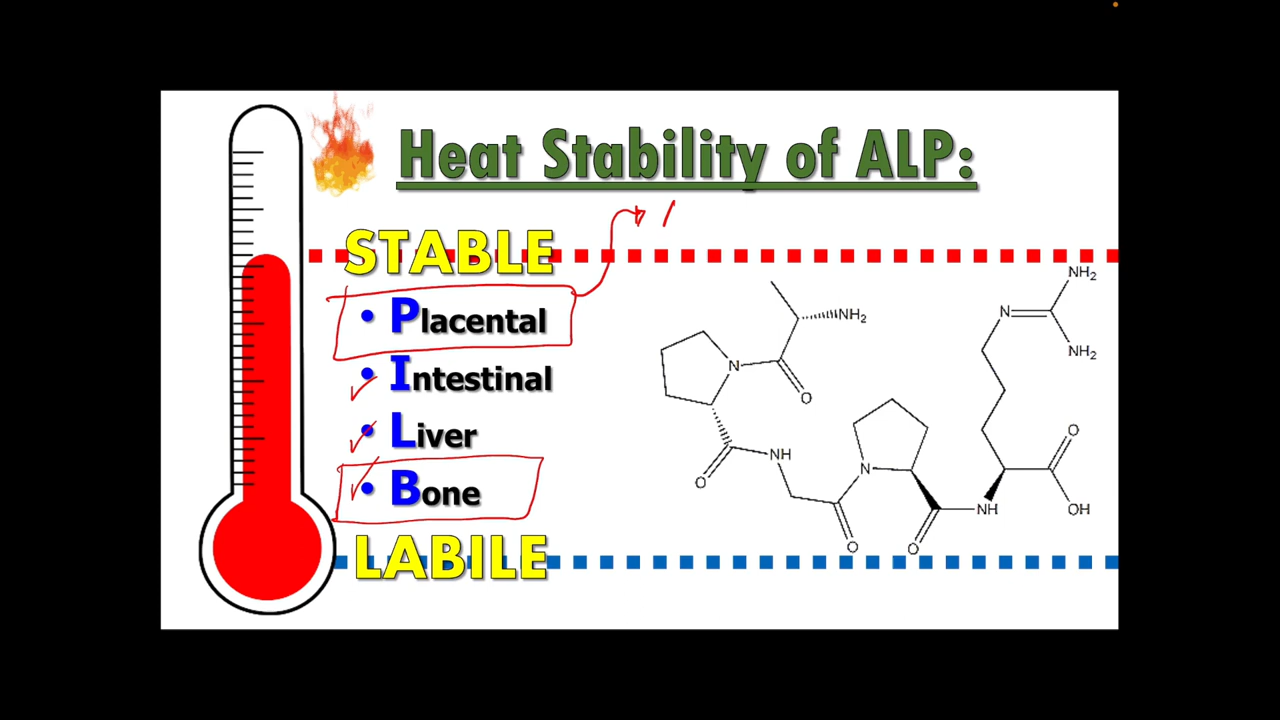 Heat Stability of ALP:
STABLE
• Placental
• Intestinal
• Liver
• Bone
LABILE
NH2
N
NH2
NH2
N
O
O
NH
N
O
O
NH
O
OH